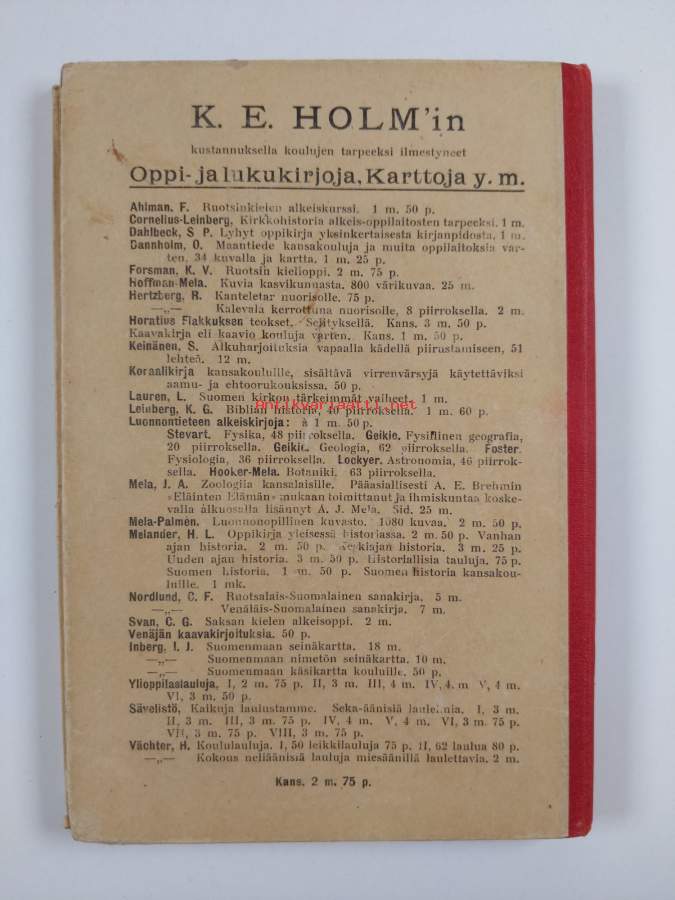 K. E. HOLM'in
kustannuksella koulujen tarpeeksi ilmestyneet
Oppi- ja lukukirjoja, Karttoja y. m.
Ahlman, F. Ruotsinkielen alkeiskurssi. 1 m. 50 p.
Cornelius-Leinberg, Kirkkohistoria alkeis-oppilaitosten tarpeeksi. 1 m.
Dahlbeck, S P. Lyhyt oppikirja yksinkertaisesta kirjanpidosta. 1 m.
Dannholm, O. Maantiede kansakouluja ja muita oppilaitoksia var-
ten, 34 kuvalla ja kartta. 1 m. 25 p.
Forsman, K. V. Ruotsin kielioppi. 2 m. 75 p.
Hoffman-Mela. Kuvia kasvikunnasta. 800 värikuvaa. 25 m.
Hertzberg, R. Kanteletar nuorisolle. 75 p.
—„— Kalevala kerrottuna nuorisolle, 8 piirroksella. 2 m.
Horatius Flakkuksen teokset. Selityksellä. Kans. 3 m. 50 p.
Kaavakirja eli kaavio kouluja varten. Kans. 1 m. 50 p.
Keinänen, S. Alkuharjoituksia vapaalla kädellä piirustamiseen, 51
lehteä. 12 m.
Koraalikirja kansakouluille, sisältävä virrenvärsyjä käytettäviksi
aamu- ja ehtoorukouksissa. 50 p.
Lauren, L. Suomen kirkon tärkeimmät vaiheet. 1 m.
antikvariaatti.net
Leinberg, K. G. Biblian historia, 40 piirroksella. 1 m. 60 p.
Luonnontieteen alkeiskirjoja: à 1 m. 50 p.
Stevart. Fysika, 48 piirroksella. Geikie. Fysillinen geografia,
20 piirroksella. Geikie. Geologia, 62 piirroksella. Foster.
Fysiologia, 36 piirroksella. Lockyer. Astronomia, 46 piirrok-
sella. Hooker-Mela. Botaniki. 63 piirroksella.
Mela, J. A. Zoologiia kansalaisille. Pääasiallisesti A. E. Brehmin
»Eläinten Elämän» mukaan toimittanut ja ihmiskuntaa koske-
valla alkuosalla lisännyt A. J. Mela. Sid. 25 m.
Mela-Palmén. Luonnonopillinen kuvasto. 1080 kuvaa. 2 m. 50 p.
Melander, H. L. Oppikirja yleisessä historiassa. 2 m. 50 p. Vanhan
ajan historia. 2 m. 50 p. Keskiajan historia. 3 m. 25 p.
Uuden ajan historia. 3 m. 50 p. Historiallisia tauluja. 75 p.
Suomen historia. 1 m. 50 p. Suomen historia kansakou-
luille. 1 mk.
Nordlund, C. F. Ruotsalais-Suomalainen sanakirja. 5 m.
—„— Venäläis-Suomalainen sanakirja. 7 m.
Svan, C. G. Saksan kielen alkeisoppi. 2 m.
Venäjän kaavakirjoituksia. 50 p.
Inberg, I. J. Suomenmaan seinäkartta. 18 m.
—„— Suomenmaan nimetön seinäkartta. 10 m.
—„— Suomenmaan käsikartta kouluille. 50 p.
Ylioppilaslauluja, I, 2 m. 75 p. II, 3 m. III, 4 m. IV, 4 m. V, 4 m.
VI, 3 m. 50 p.
Sävelistö, Kaikuja laulustamme. Seka-äänisiä lauleloita. I, 3 m.
II, 3 m. III, 3 m. 75 p. IV, 4 m. V, 4 m. VI, 3 m. 75 p.
VII, 3 m. 75 p. VIII, 3 m. 75 p.
Vächter, H. Koululauluja. I, 50 leikkilauluja 75 p. II, 62 laulua 80 p.
—„— Kokous neliäänisiä lauluja miesäänillä laulettavia. 2 m.
Kans. 2 m. 75 p.